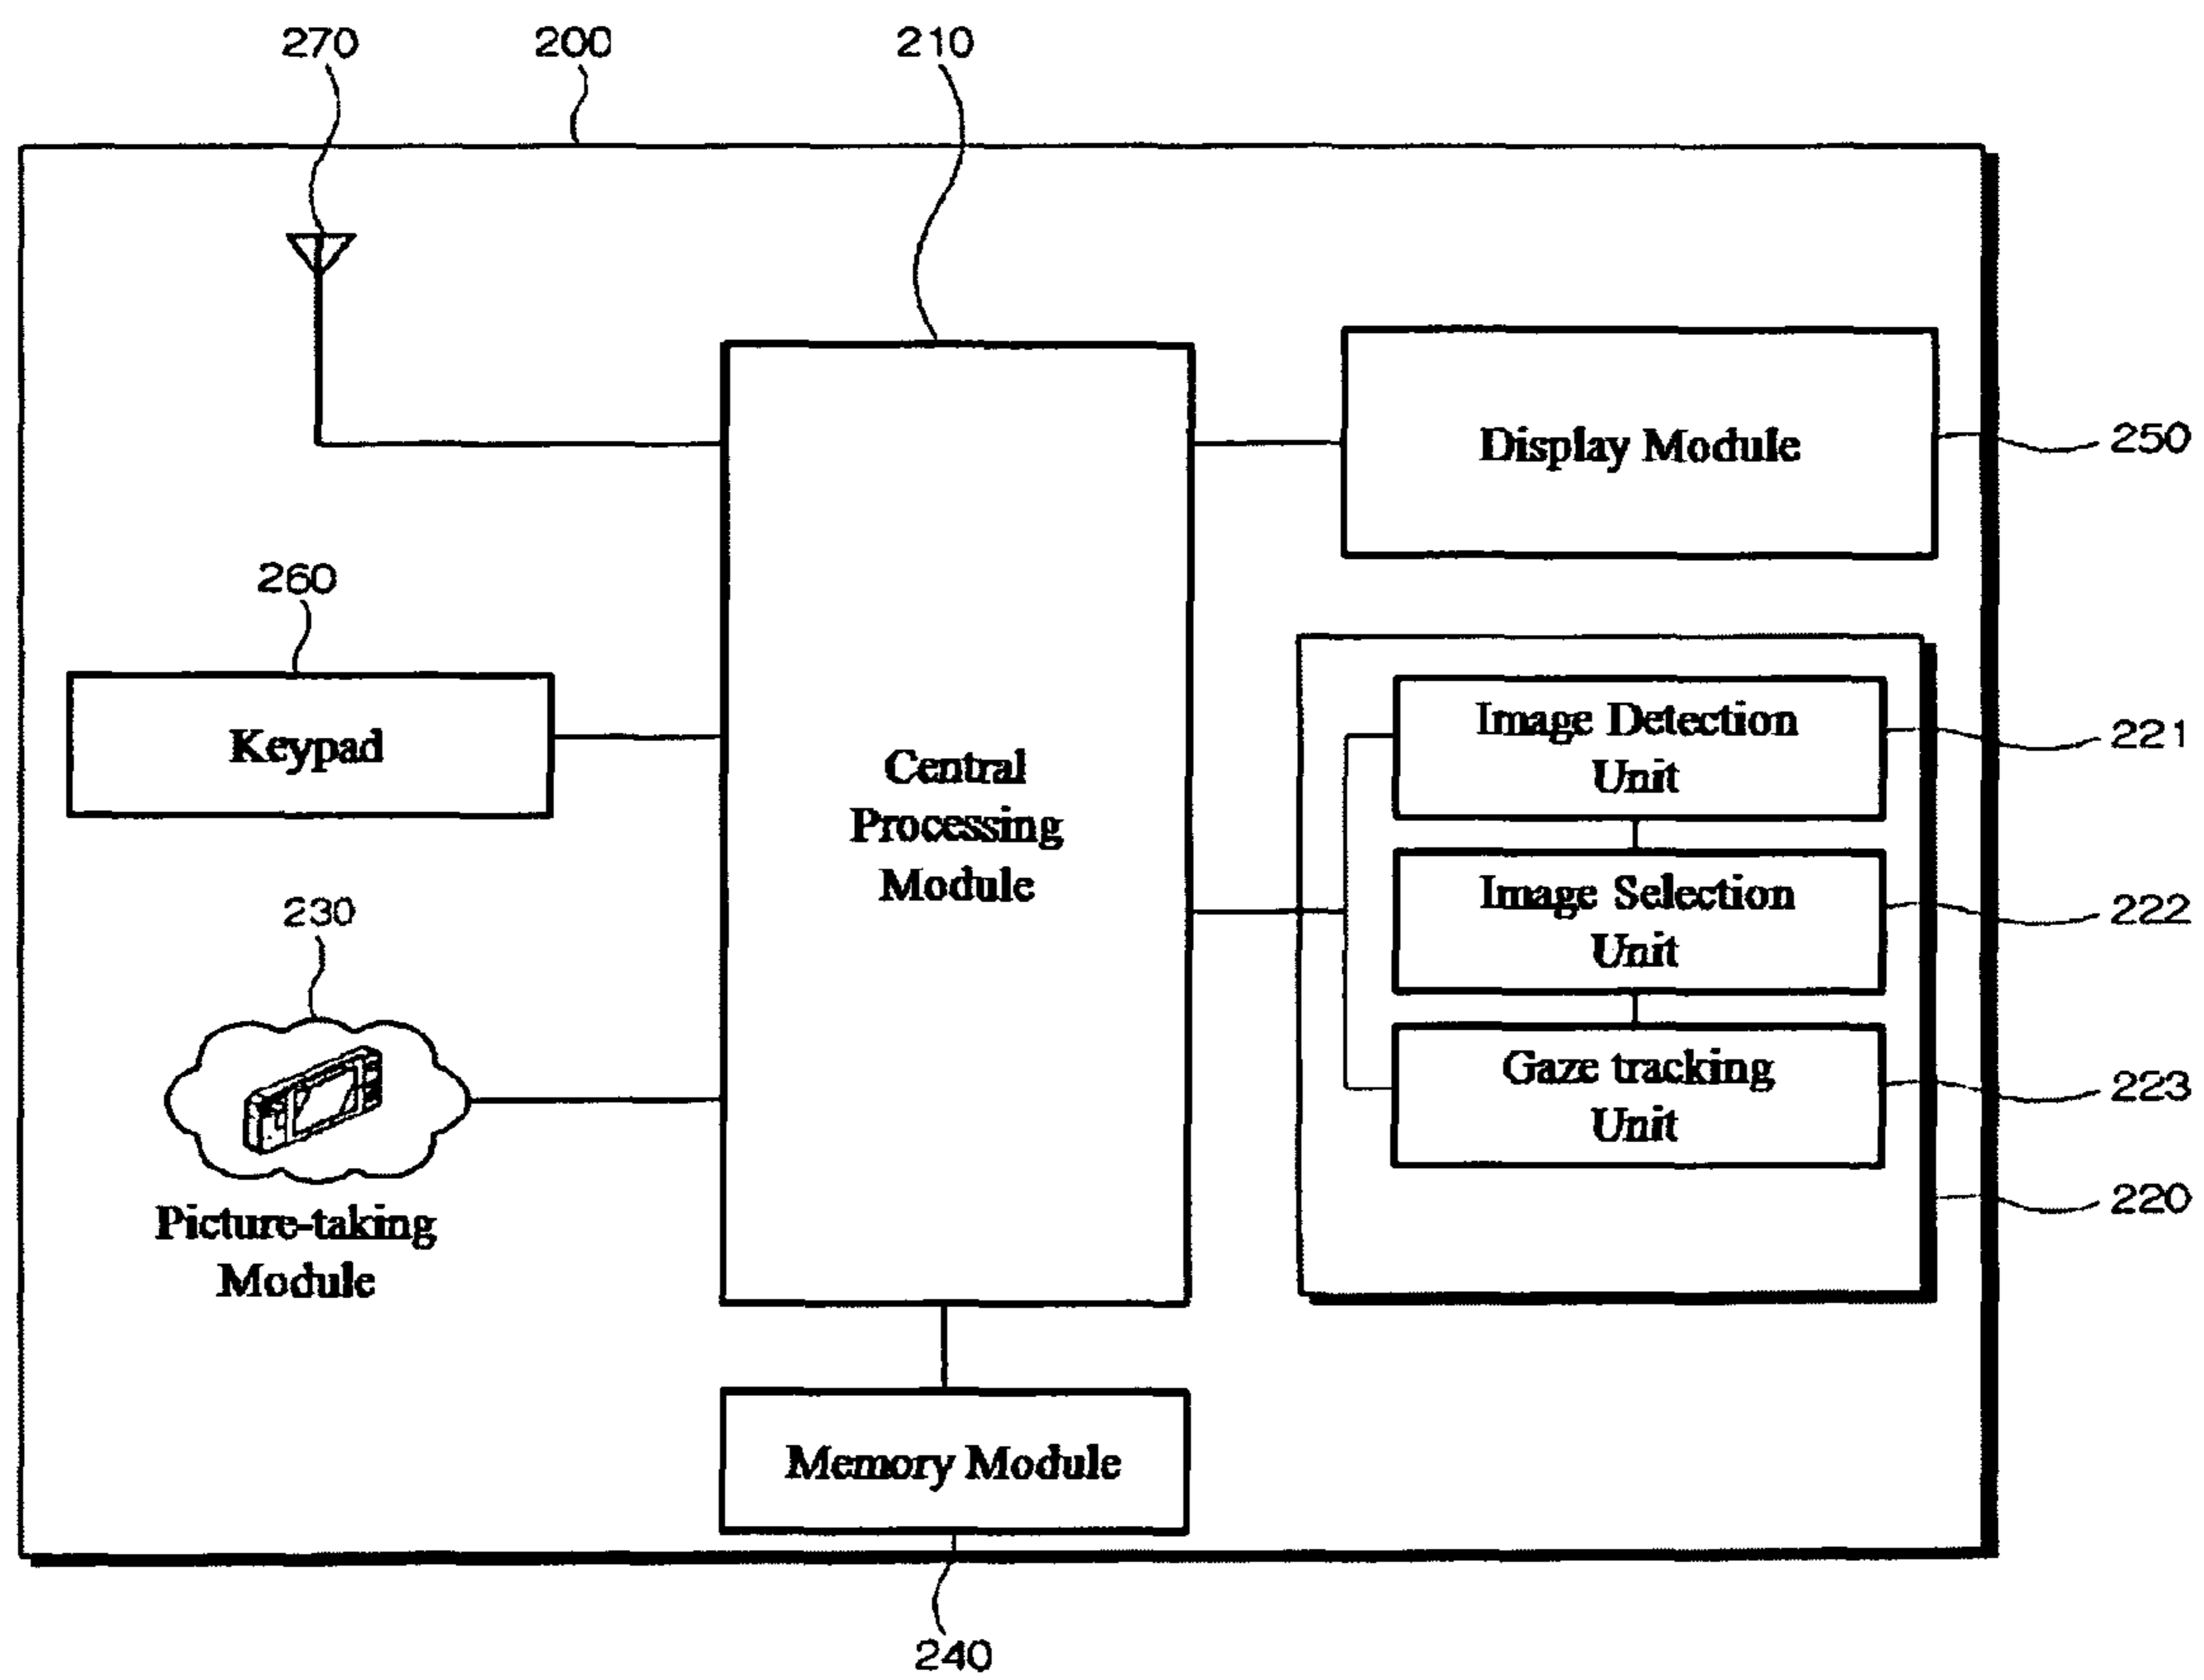 270
200
210
Display Module
250
260
Keypad
Central
Processing
Module
Image Detection
Unit
221
Image Selection
Unit
222
230
Gaze tracking
Unit
223
220
Picture-taking
Module
Memory Module
240